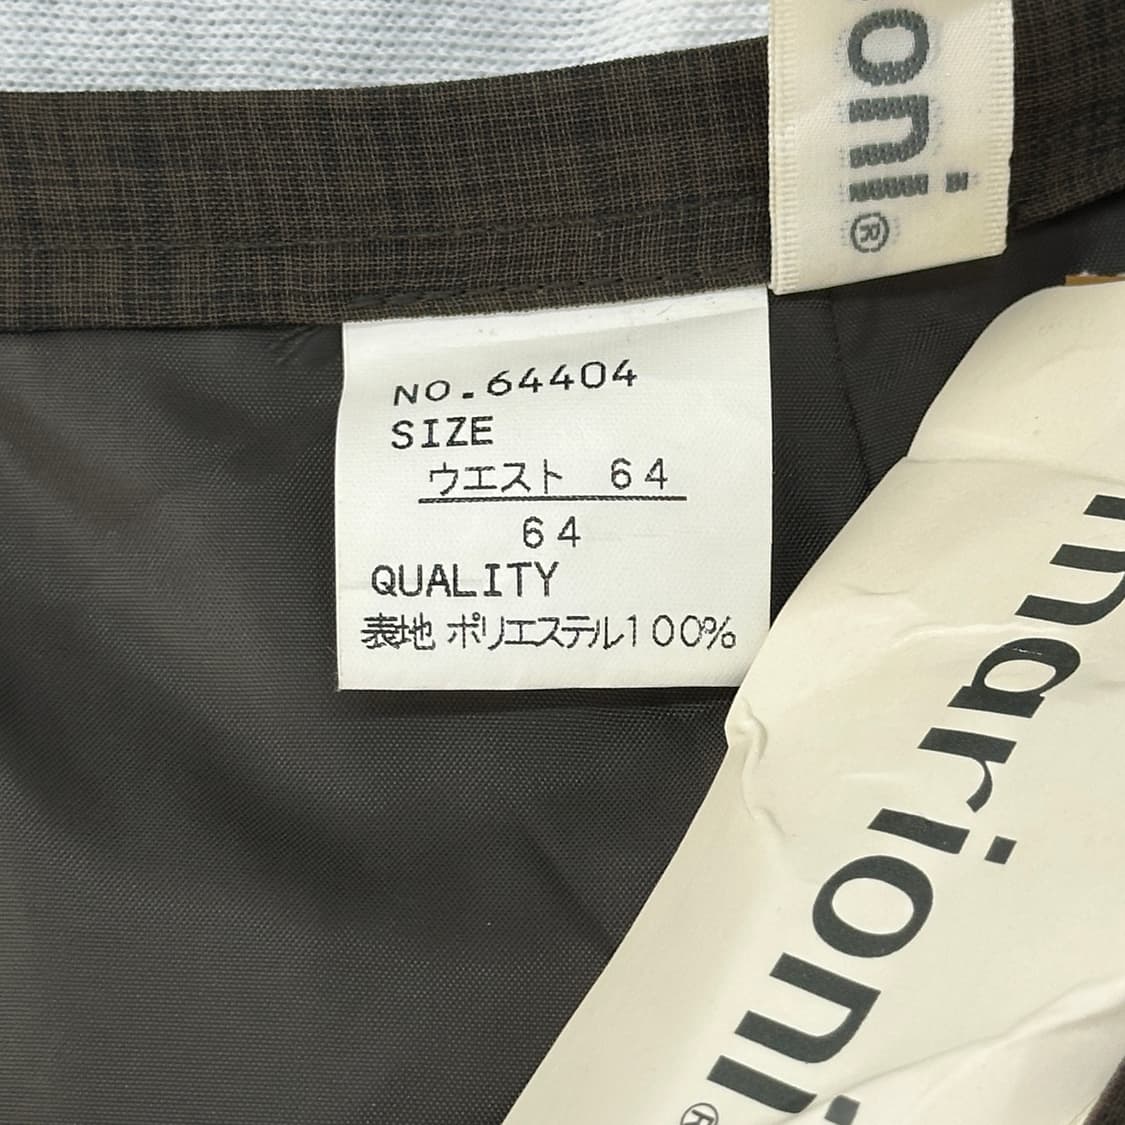 oni®
NO.64404
SIZE
ウエスト 64
64
QUALITY
表地 ポリエステル100%
marioni®